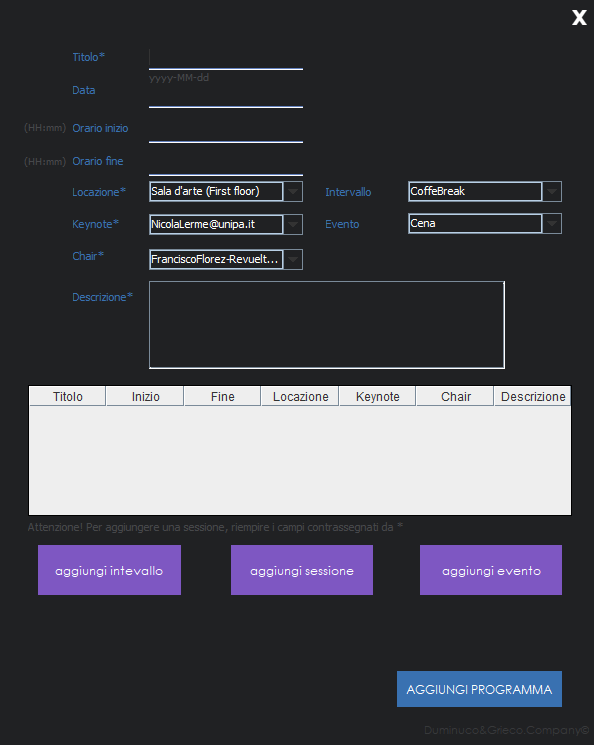 X
Titolo*
yyyy-MM-dd
Data
(HH:mm) Orario inizio
(HH:mm) Orario fine
Locazione* Sala d'arte (First floor) Intervallo CoffeBreak
Keynote* NicolaLerme@unipa.it Evento Cena
Chair* FranciscoFlorez-Revuelt...
Descrizione*
Titolo Inizio Fine Locazione Keynote Chair Descrizione
Attenzione! Per aggiungere una sessione, riempire i campi contrassegnati da *
aggiungi intevallo aggiungi sessione aggiungi evento
AGGIUNGI PROGRAMMA
Duminuco&Greco.Company©